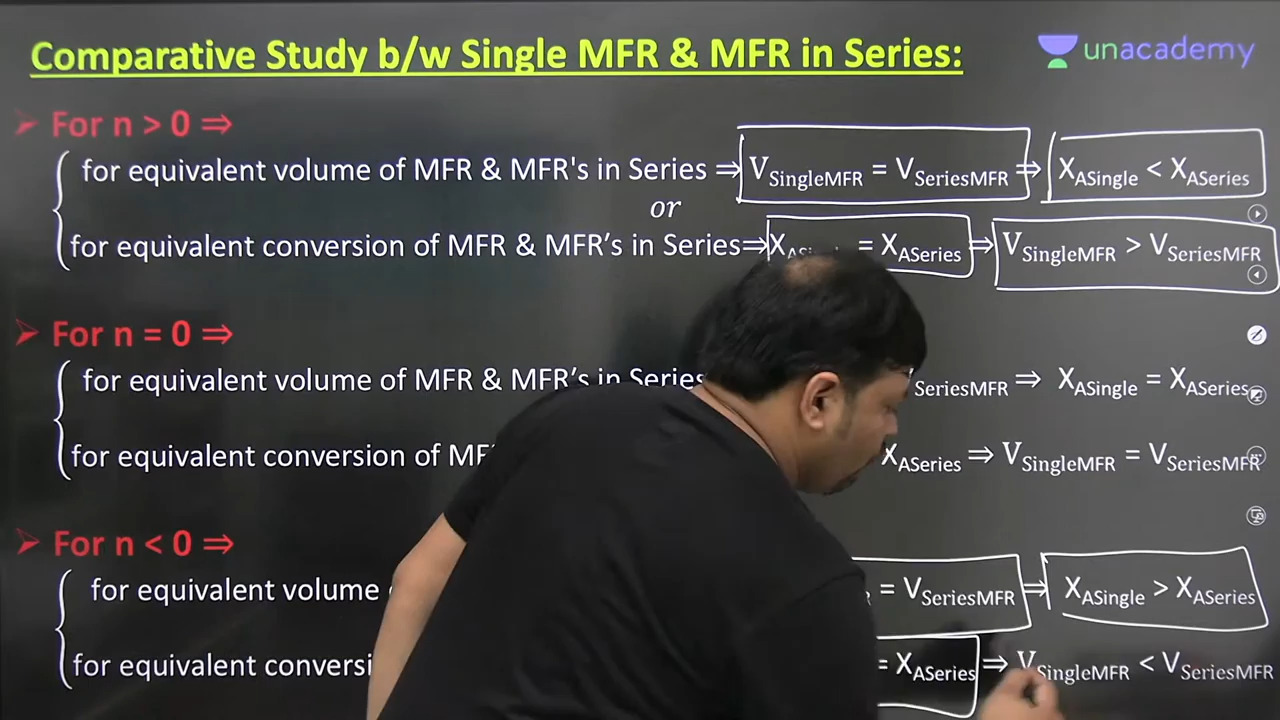 Comparative Study b/w Single MFR & MFR in Series:
unacademy
➤ For n > 0 ⇒
for equivalent volume of MFR & MFR's in Series ⇒ V_SingleMFR = V_SeriesMFR ⇒ X_ASingle < X_ASeries
or
for equivalent conversion of MFR & MFR’s in Series⇒ = X_ASeries ⇒ V_SingleMFR > V_SeriesMFR
➤ For n = 0 ⇒
for equivalent volume of MFR & MFR’s in Series SeriesMFR ⇒ X_ASingle = X_ASeries
for equivalent conversion of X_ASeries ⇒ V_SingleMFR = V_SeriesMFR
➤ For n < 0 ⇒
for equivalent volume = V_SeriesMFR ⇒ X_ASingle > X_ASeries
for equivalent = X_ASeries ⇒ V_SingleMFR < V_SeriesMFR